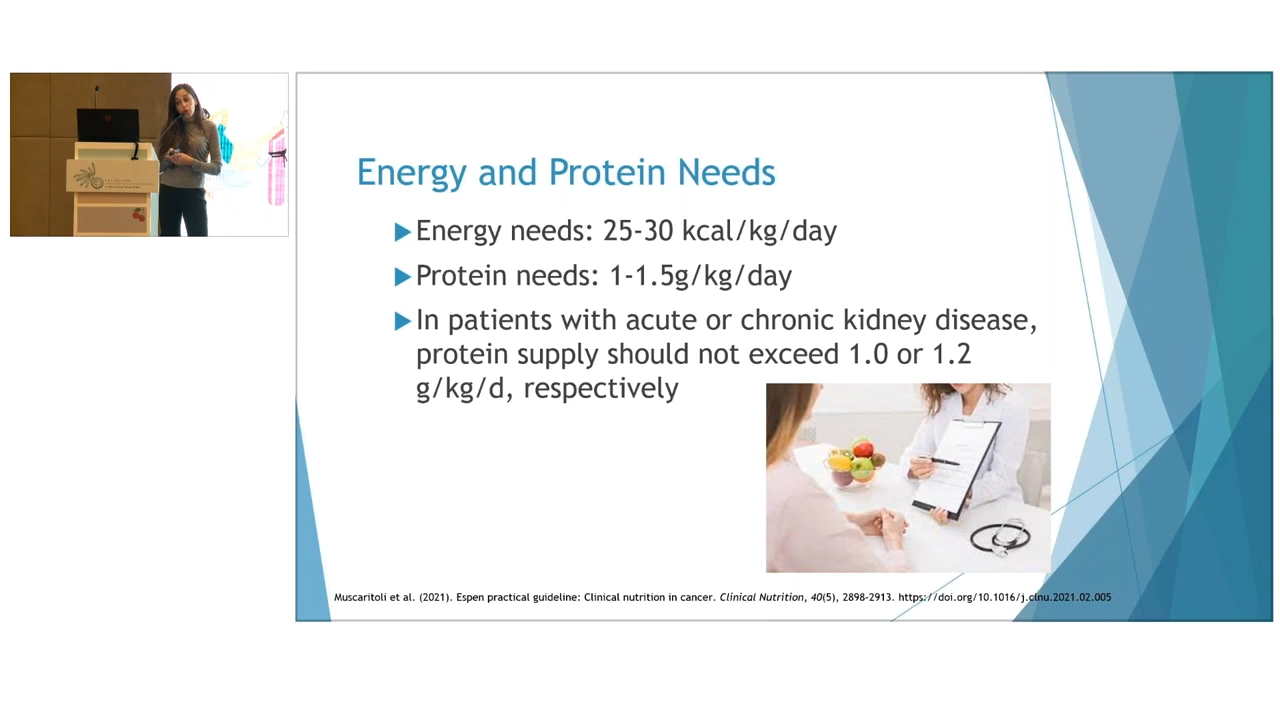 Energy and Protein Needs
Energy needs: 25-30 kcal/kg/day
Protein needs: 1-1.5g/kg/day
In patients with acute or chronic kidney disease,
protein supply should not exceed 1.0 or 1.2
g/kg/d, respectively
Muscaritoli et al. (2021). Espen practical guideline: Clinical nutrition in cancer. Clinical Nutrition, 40(5), 2898-2913. https://doi.org/10.1016/j.clnu.2021.02.005